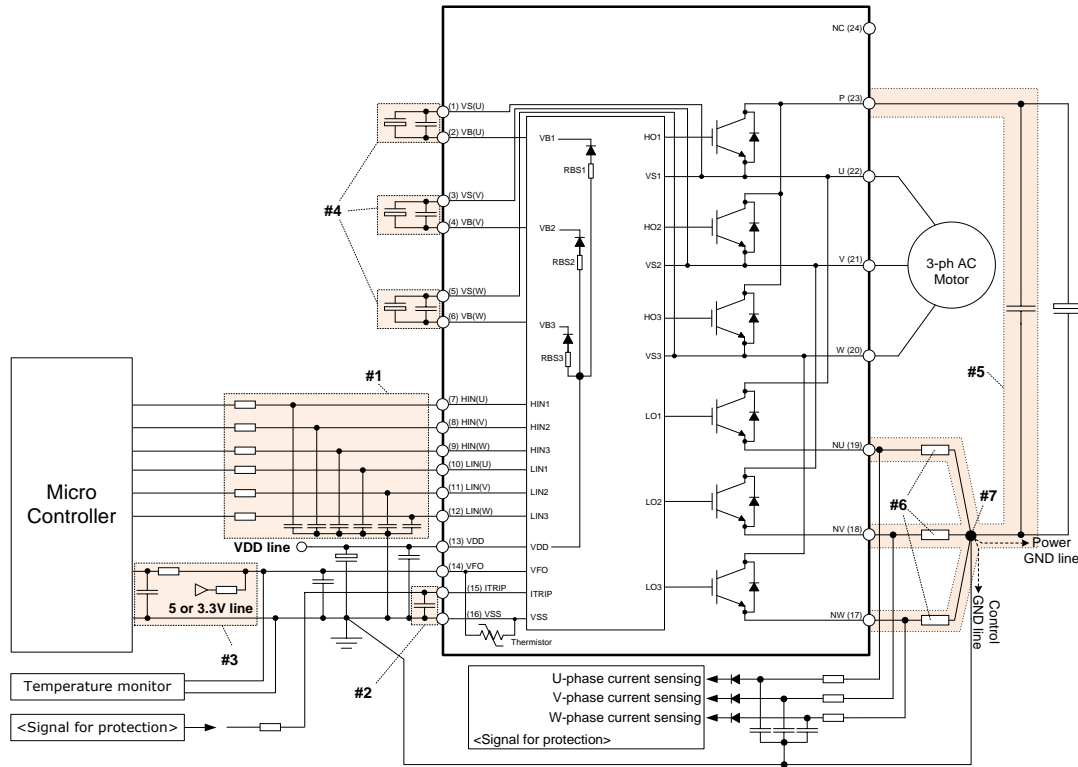 NC (24)
(1) VS(U)
P (23)
(2) VB(U)
VB1
HO1
RBS1
VS1
U (22)
(3) VS(V)
#4
(4) VB(V)
VB2
HO2
RBS2
VS2
V (21)
3-ph AC
Motor
(5) VS(W)
(6) VB(W)
VB3
HO3
RBS3
VS3
W (20)
#5
#1
(7) HIN(U)
HIN1
LO1
(8) HIN(V)
HIN2
(9) HIN(W)
HIN3
NU (19)
(10) LIN(U)
LIN1
Micro
Controller
(11) LIN(V)
LIN2
LO2
#6
#7
(12) LIN(W)
LIN3
NV (18)
VDD line
(13) VDD
VDD
Power
GND line
(14) VFO
VFO
5 or 3.3V line
(15) ITRIP
ITRIP
LO3
Control
GND line
(16) VSS
VSS
NW (17)
Thermistor
#3
#2
Temperature monitor
U-phase current sensing
V-phase current sensing
W-phase current sensing
<Signal for protection>
<Signal for protection>